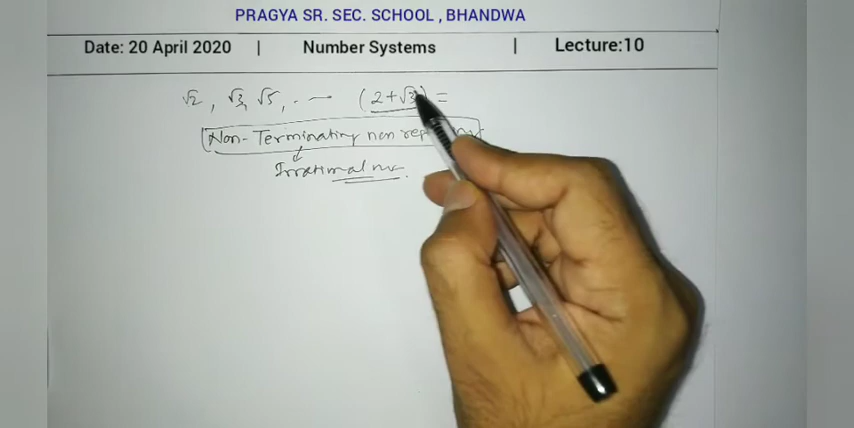 PRAGYA SR. SEC. SCHOOL , BHANDWA
Date: 20 April 2020 | Number Systems | Lecture:10
√2, √3, √5, . . — (2+√3) =
Non-Terminating non
Irrational no.